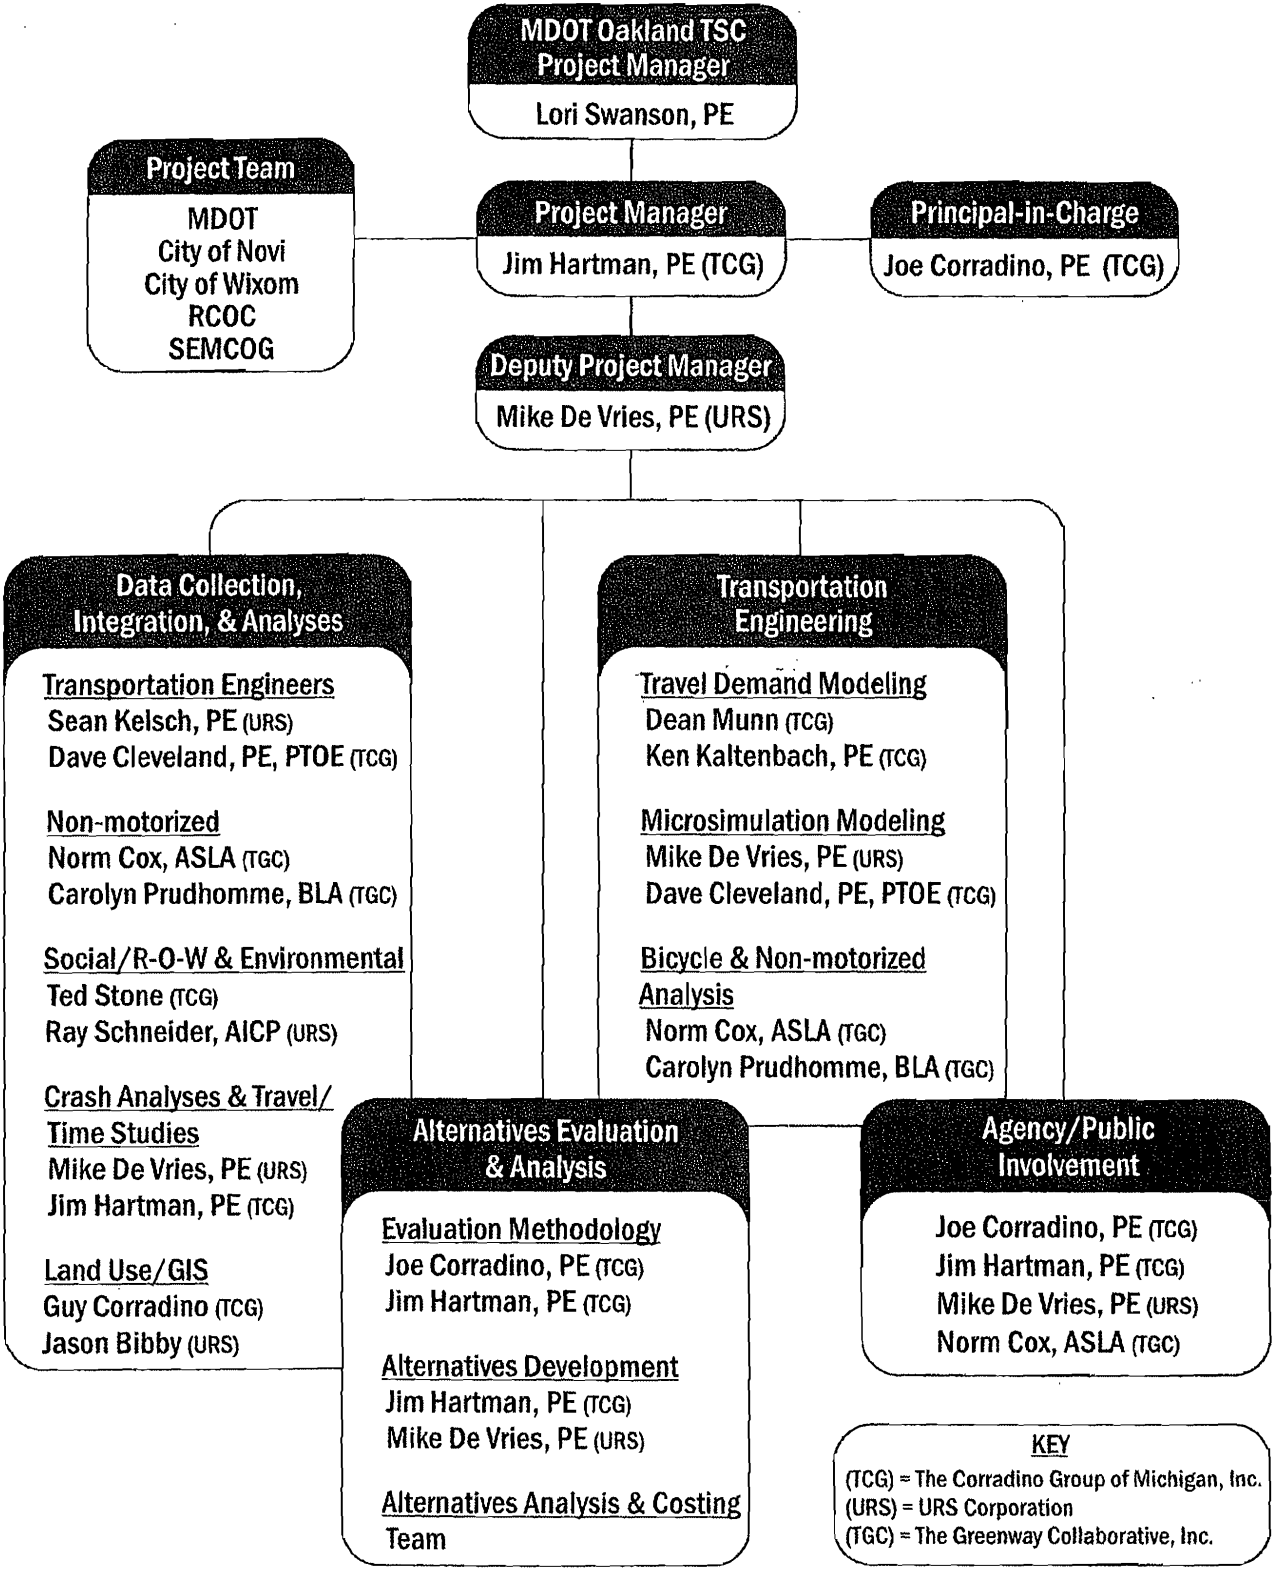 MDOT Oakland TSC
Project Manager
Lori Swanson, PE
Project Team
MDOT
City of Novi
City of Wixom
RCOC
SEMCOG
Project Manager
Jim Hartman, PE (TCG)
Principal-in-Charge
Joe Corradino, PE (TCG)
Deputy Project Manager
Mike De Vries, PE (URS)
Data Collection,
Integration, & Analyses
Transportation Engineers
Sean Kelsch, PE (URS)
Dave Cleveland, PE, PTOE (TCG)
Non-motorized
Norm Cox, ASLA (TGC)
Carolyn Prudhomme, BLA (TGC)
Social/R-O-W & Environmental
Ted Stone (TCG)
Ray Schneider, AICP (URS)
Crash Analyses & Travel/
Time Studies
Mike De Vries, PE (URS)
Jim Hartman, PE (TCG)
Land Use/GIS
Guy Corradino (TCG)
Jason Bibby (URS)
Transportation
Engineering
Travel Demand Modeling
Dean Munn (TCG)
Ken Kaltenbach, PE (TCG)
Microsimulation Modeling
Mike De Vries, PE (URS)
Dave Cleveland, PE, PTOE (TCG)
Bicycle & Non-motorized
Analysis
Norm Cox, ASLA (TGC)
Carolyn Prudhomme, BLA (TGC)
Alternatives Evaluation
& Analysis
Evaluation Methodology
Joe Corradino, PE (TCG)
Jim Hartman, PE (TCG)
Alternatives Development
Jim Hartman, PE (TCG)
Mike De Vries, PE (URS)
Alternatives Analysis & Costing
Team
Agency/Public
Involvement
Joe Corradino, PE (TCG)
Jim Hartman, PE (TCG)
Mike De Vries, PE (URS)
Norm Cox, ASLA (TGC)
KEY
(TCG) = The Corradino Group of Michigan, Inc.
(URS) = URS Corporation
(TGC) = The Greenway Collaborative, Inc.